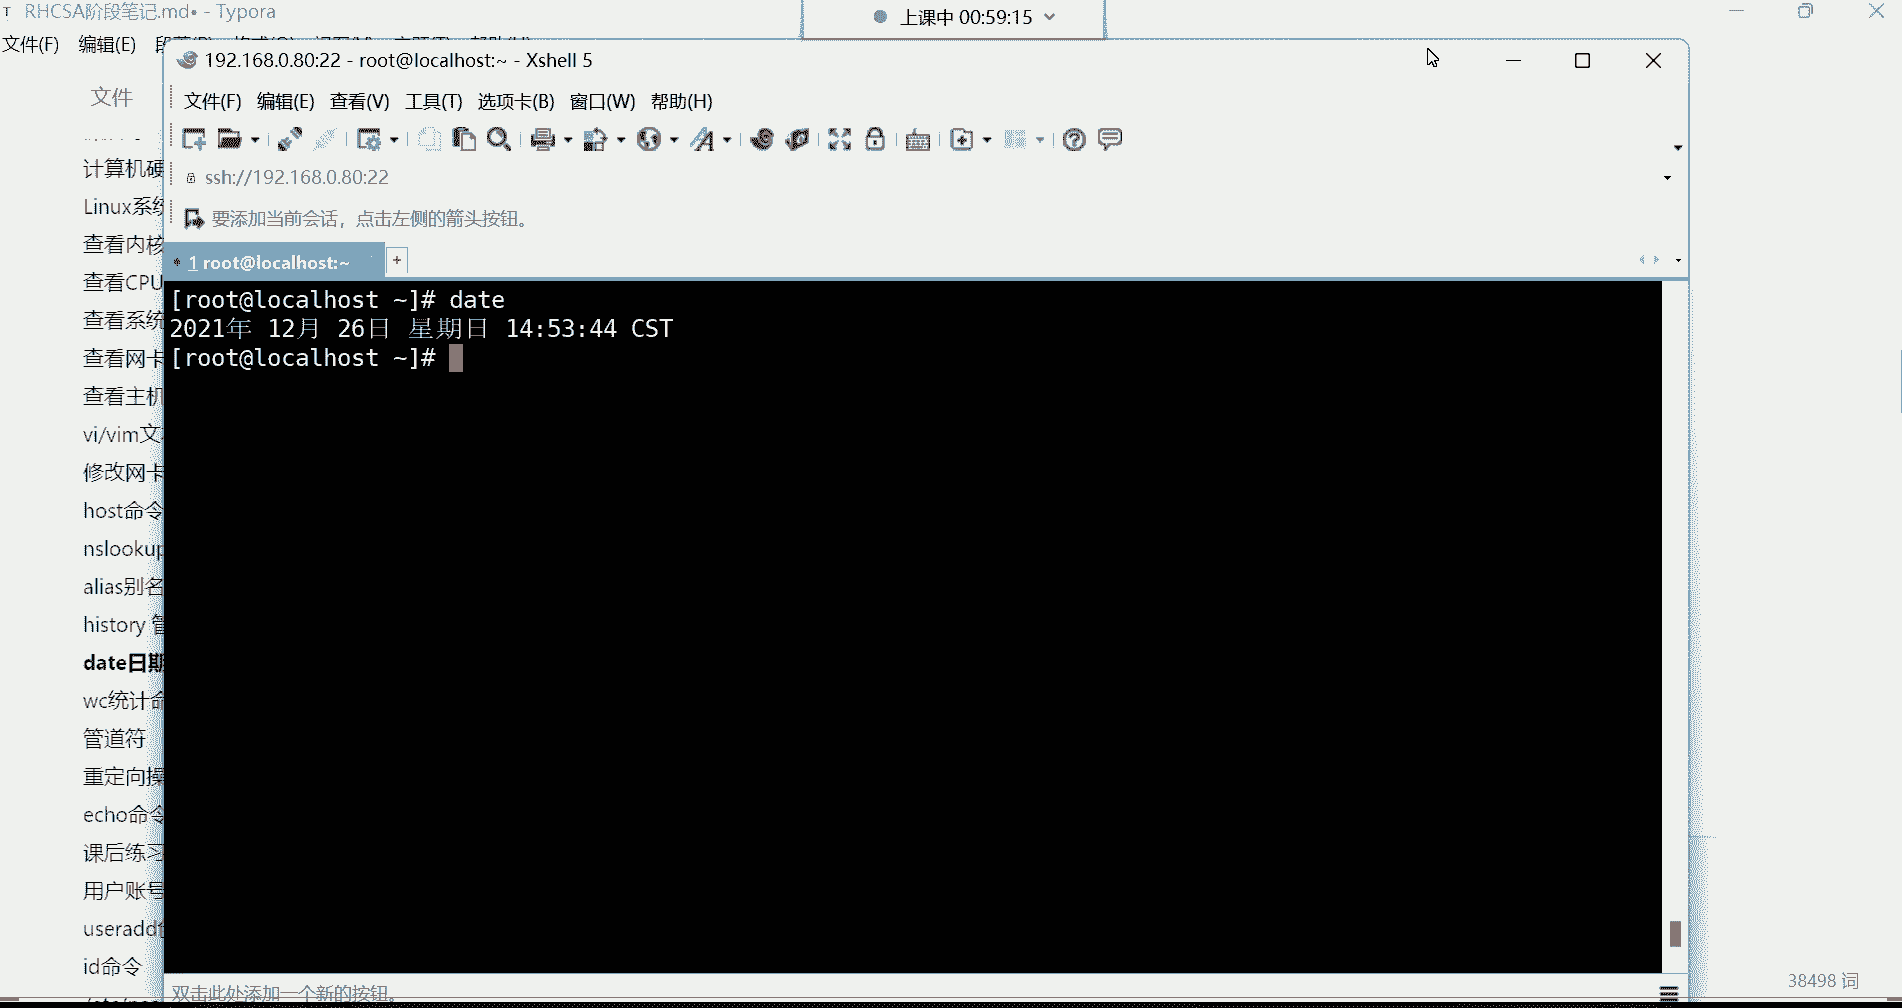 RHCSA阶段笔记.md• - Typora
上课中 00:59:15
文件(F) 编辑(E)
文件
192.168.0.80:22 - root@localhost:~ - Xshell 5
文件(F) 编辑(E) 查看(V) 工具(T) 选项卡(B) 窗口(W) 帮助(H)
ssh://192.168.0.80:22
要添加当前会话，点击左侧的箭头按钮。
1 root@localhost:~
[root@localhost ~]# date
2021年 12月 26日 星期日 14:53:44 CST
[root@localhost ~]#
计算机硬
Linux系统
查看内核
查看CPU
查看系统
查看网卡
查看主机
vi/vim文
修改网卡
host命令
nslookup
alias别名
history 管
date日期
wc统计命
管道符
重定向操
echo命令
课后练习
用户账号
useradd
id命令
双击此处添加一个新的按钮。
38498 词